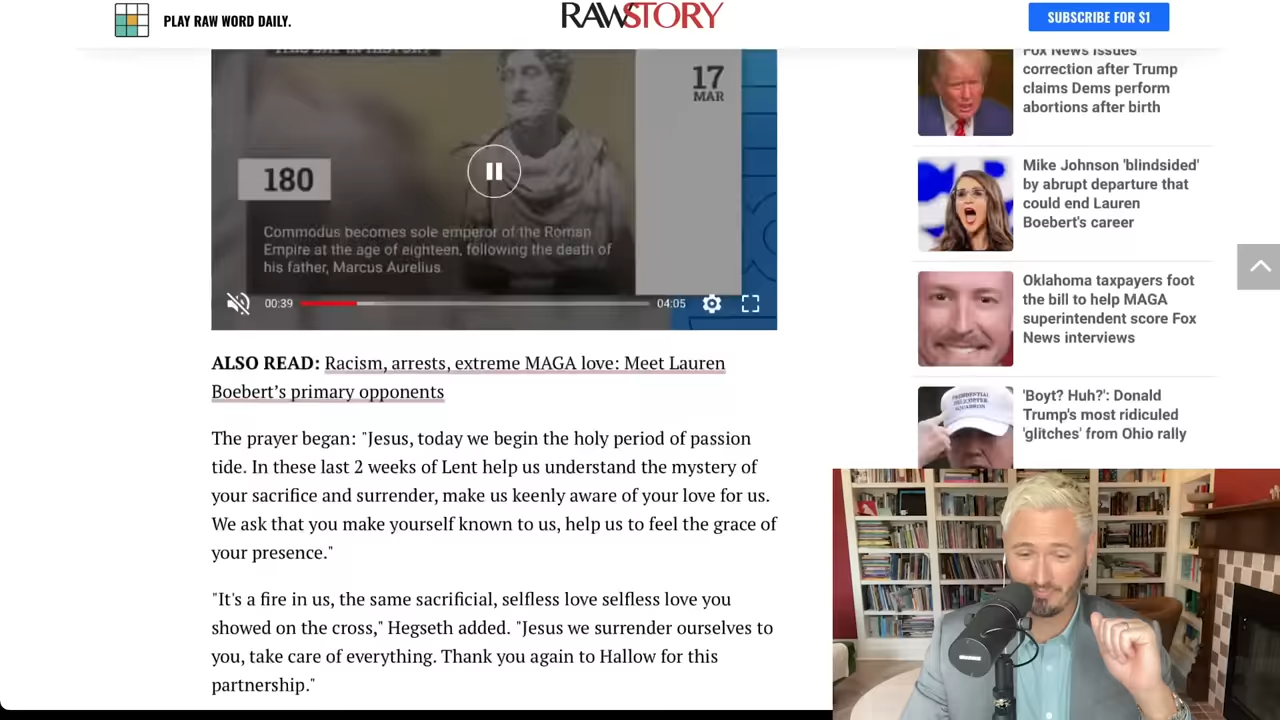 PLAY RAW WORD DAILY.
RAWSTORY
SUBSCRIBE FOR $1
17
MAR
180
Commodus becomes sole emperor of the Roman
Empire at the age of eighteen, following the death of
his father, Marcus Aurelius.
00:39
04:05
ALSO READ: Racism, arrests, extreme MAGA love: Meet Lauren
Boebert’s primary opponents
The prayer began: "Jesus, today we begin the holy period of passion
tide. In these last 2 weeks of Lent help us understand the mystery of
your sacrifice and surrender, make us keenly aware of your love for us.
We ask that you make yourself known to us, help us to feel the grace of
your presence."
"It's a fire in us, the same sacrificial, selfless love selfless love you
showed on the cross," Hegseth added. "Jesus we surrender ourselves to
you, take care of everything. Thank you again to Hallow for this
partnership."
Fox News issues
correction after Trump
claims Dems perform
abortions after birth
Mike Johnson 'blindsided'
by abrupt departure that
could end Lauren
Boebert's career
Oklahoma taxpayers foot
the bill to help MAGA
superintendent score Fox
News interviews
'Boyt? Huh?': Donald
Trump's most ridiculed
'glitches' from Ohio rally